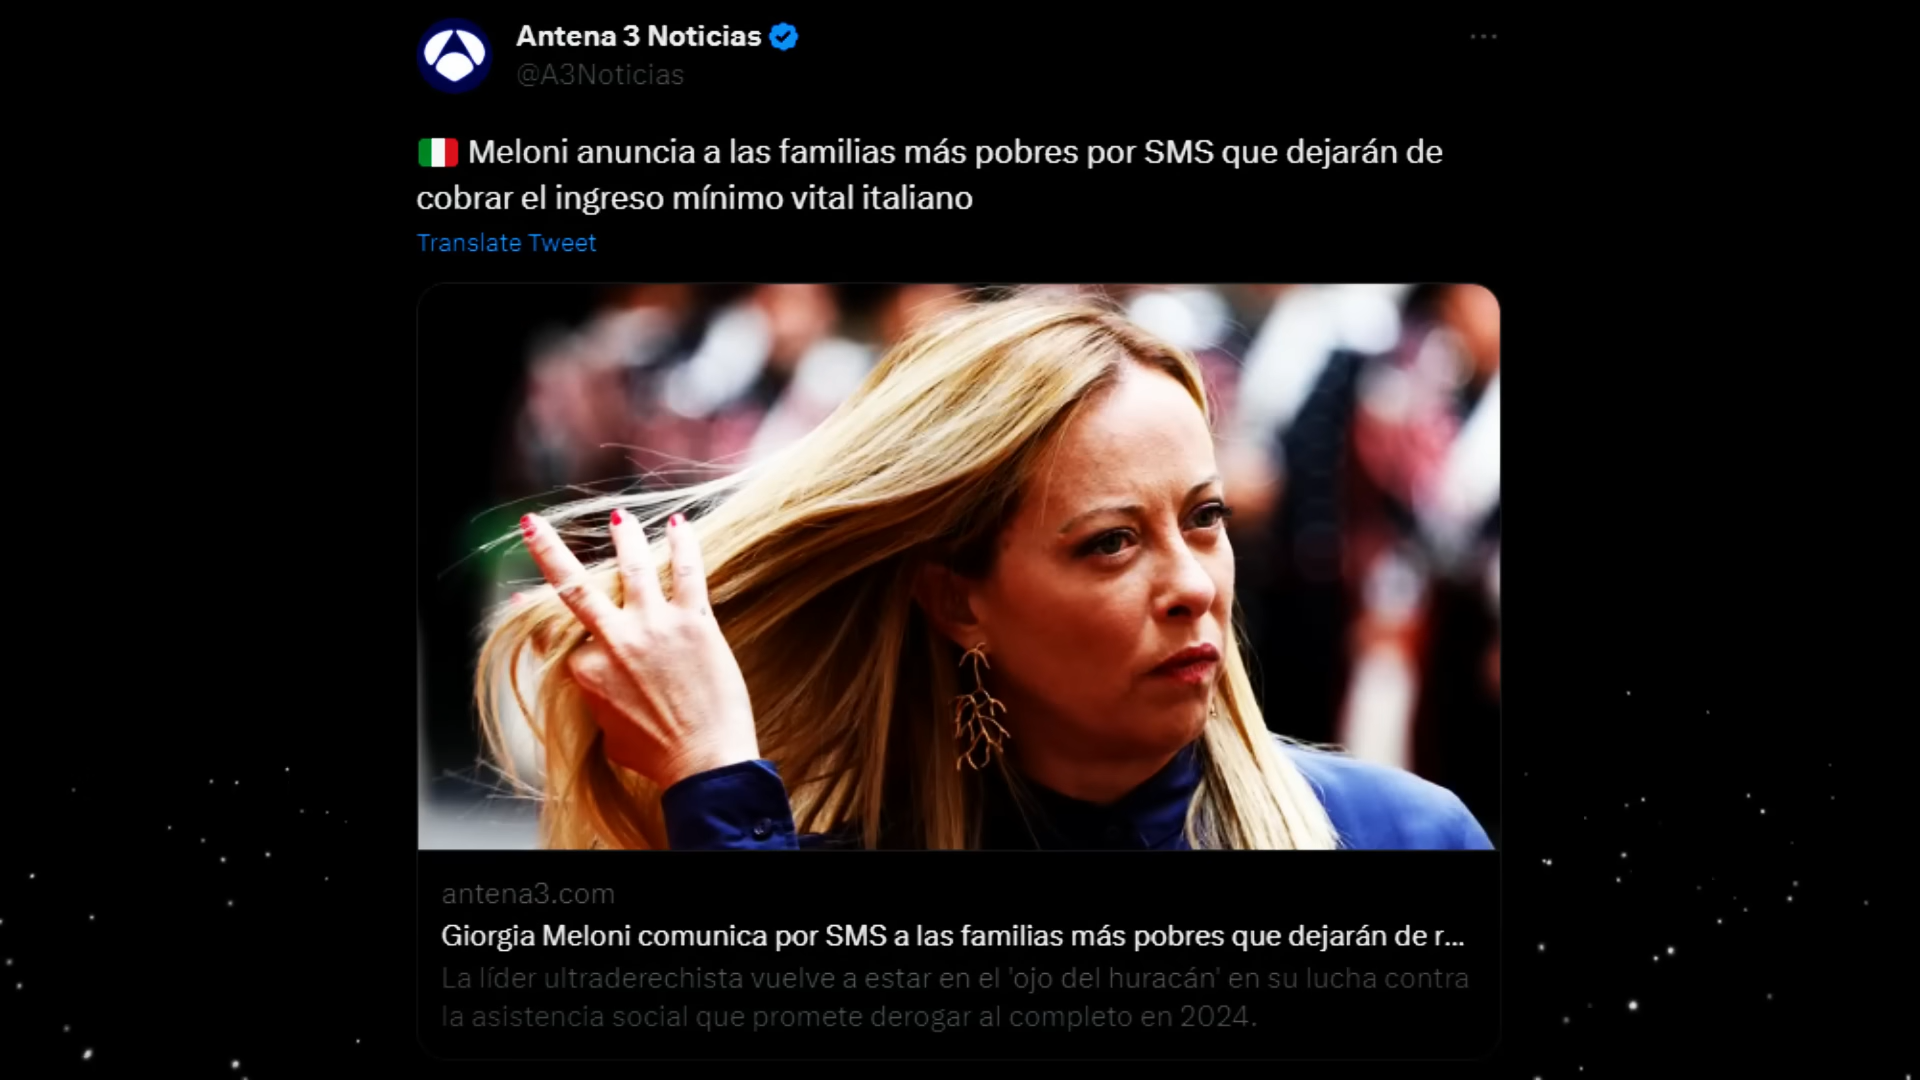 Antena 3 Noticias
@A3Noticias
Meloni anuncia a las familias más pobres por SMS que dejarán de
cobrar el ingreso mínimo vital italiano
Translate Tweet
antena3.com
Giorgia Meloni comunica por SMS a las familias más pobres que dejarán de r...
La líder ultraderechista vuelve a estar en el 'ojo del huracán' en su lucha contra
la asistencia social que promete derogar al completo en 2024.